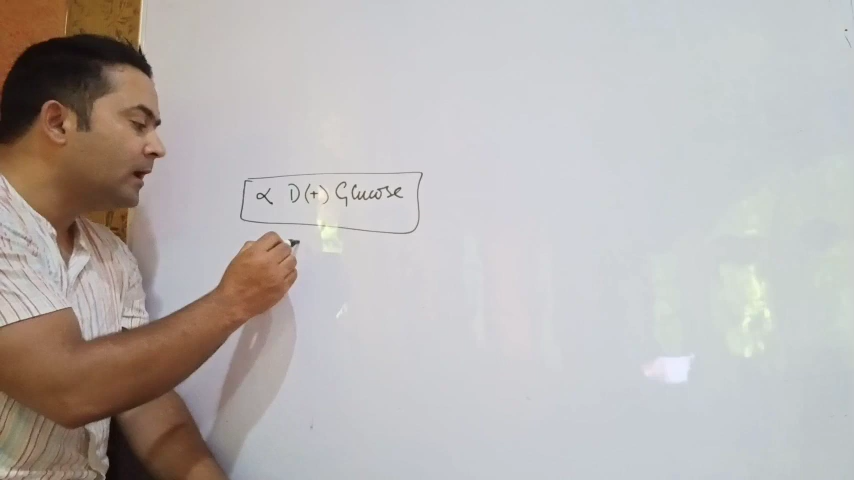 ∝ D(+) Glucose